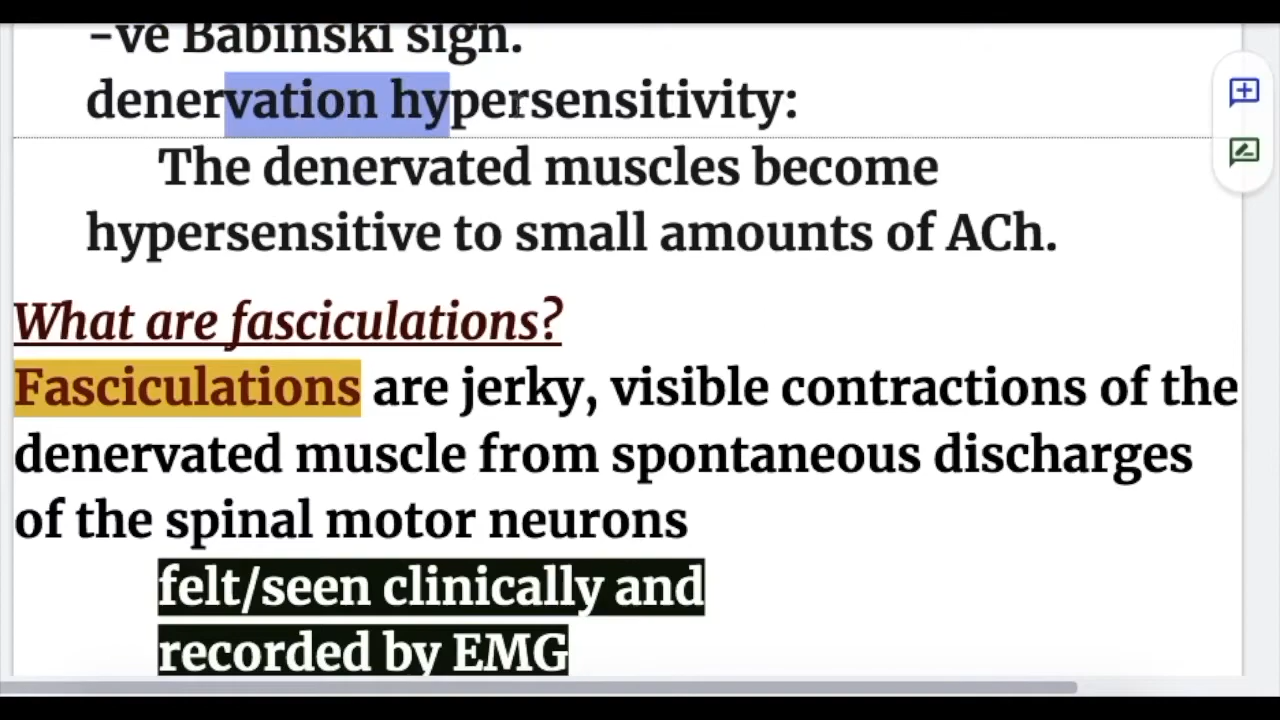 -ve Babinski sign.
denervation hypersensitivity:
The denervated muscles become
hypersensitive to small amounts of ACh.
What are fasciculations?
Fasciculations are jerky, visible contractions of the
denervated muscle from spontaneous discharges
of the spinal motor neurons
felt/seen clinically and
recorded by EMG